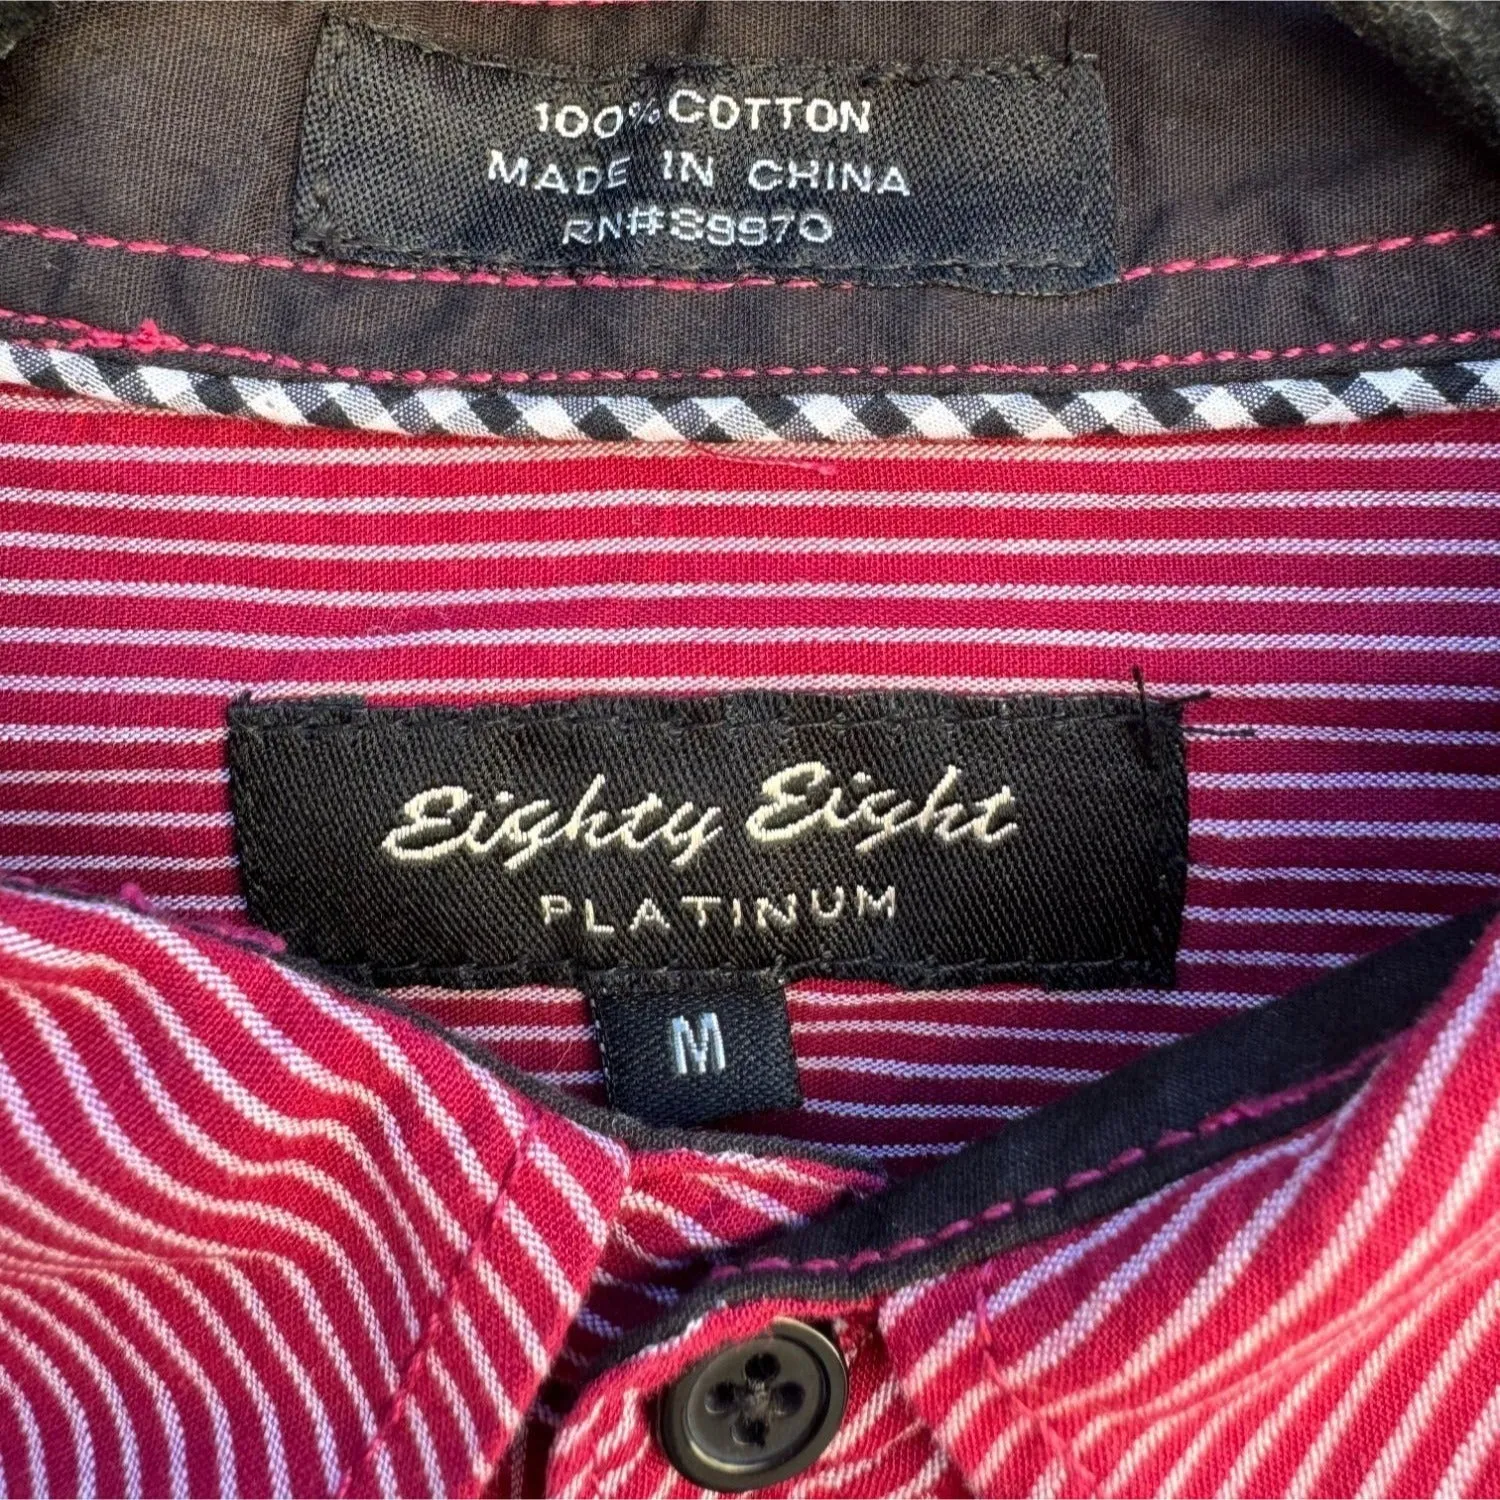 100% COTTON
MADE IN CHINA
RN#89970
Eighty Eight
PLATINUM
M